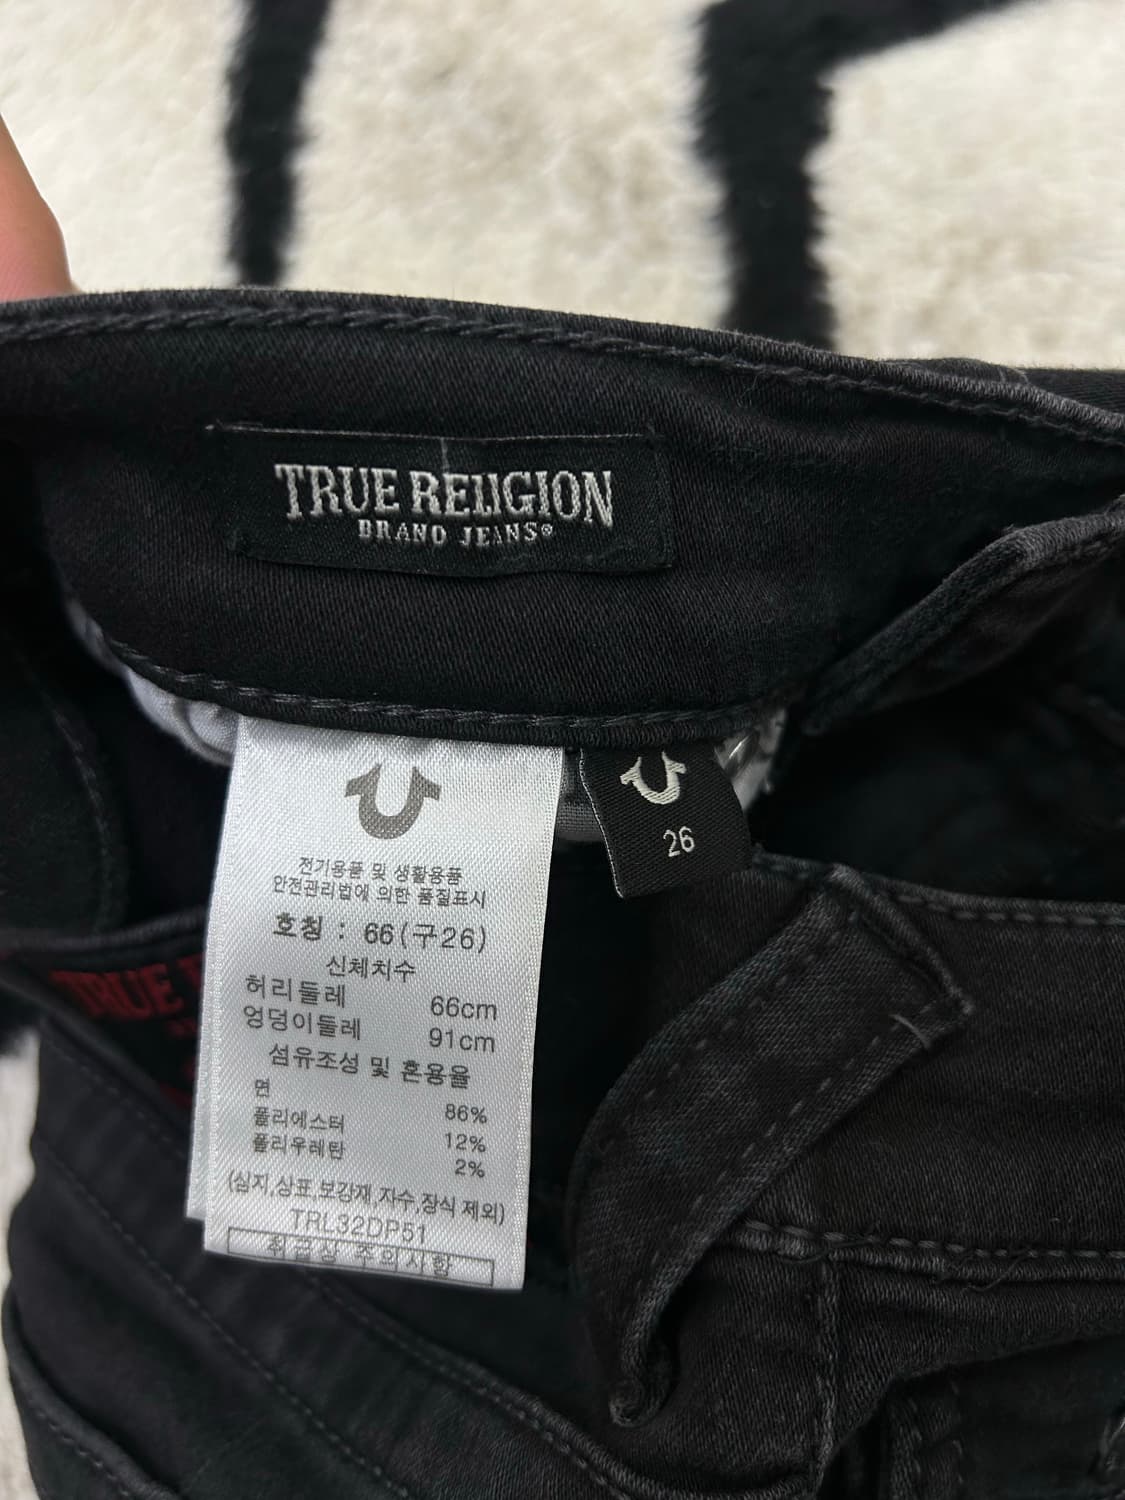 TRUE RELIGION
BRAND JEANS®
26
전기용품 및 생활용품
안전관리법에 의한 품질표시
호칭 : 66(구26)
신체치수
허리둘레 66cm
엉덩이둘레 91cm
섬유조성 및 혼용율
면 86%
폴리에스터 12%
폴리우레탄 2%
(심지,상표,보강재,자수,장식 제외)
TRL32DP51
취급성 주의사항
TRUE